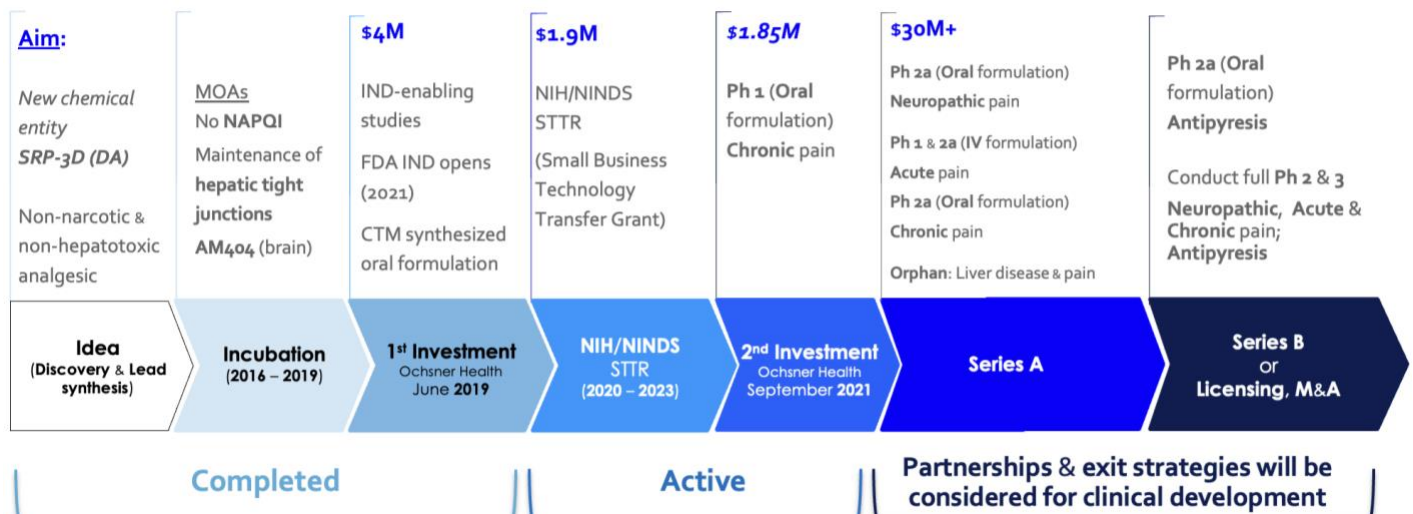 Aim:
New chemical
entity
SRP-3D (DA)
Non-narcotic &
non-hepatotoxic
analgesic
MOAs
No NAPQI
Maintenance of
hepatic tight
junctions
AM404 (brain)
$4M
IND-enabling
studies
FDA IND opens
(2021)
CTM synthesized
oral formulation
$1.9M
NIH/NINDS
STTR
(Small Business
Technology
Transfer Grant)
$1.85M
Ph 1 (Oral
formulation)
Chronic pain
$30M+
Ph 2a (Oral formulation)
Neuropathic pain
Ph 1 & 2a (IV formulation)
Acute pain
Ph 2a (Oral formulation)
Chronic pain
Orphan: Liver disease & pain
Ph 2a (Oral
formulation)
Antipyresis
Conduct full Ph 2 & 3
Neuropathic, Acute &
Chronic pain;
Antipyresis
Idea
(Discovery & Lead
synthesis)
Incubation
(2016 – 2019)
1st Investment
Ochsner Health
June 2019
NIH/NINDS
STTR
(2020 – 2023)
2nd Investment
Ochsner Health
September 2021
Series A
Series B
or
Licensing, M&A
Completed
Active
Partnerships & exit strategies will be
considered for clinical development